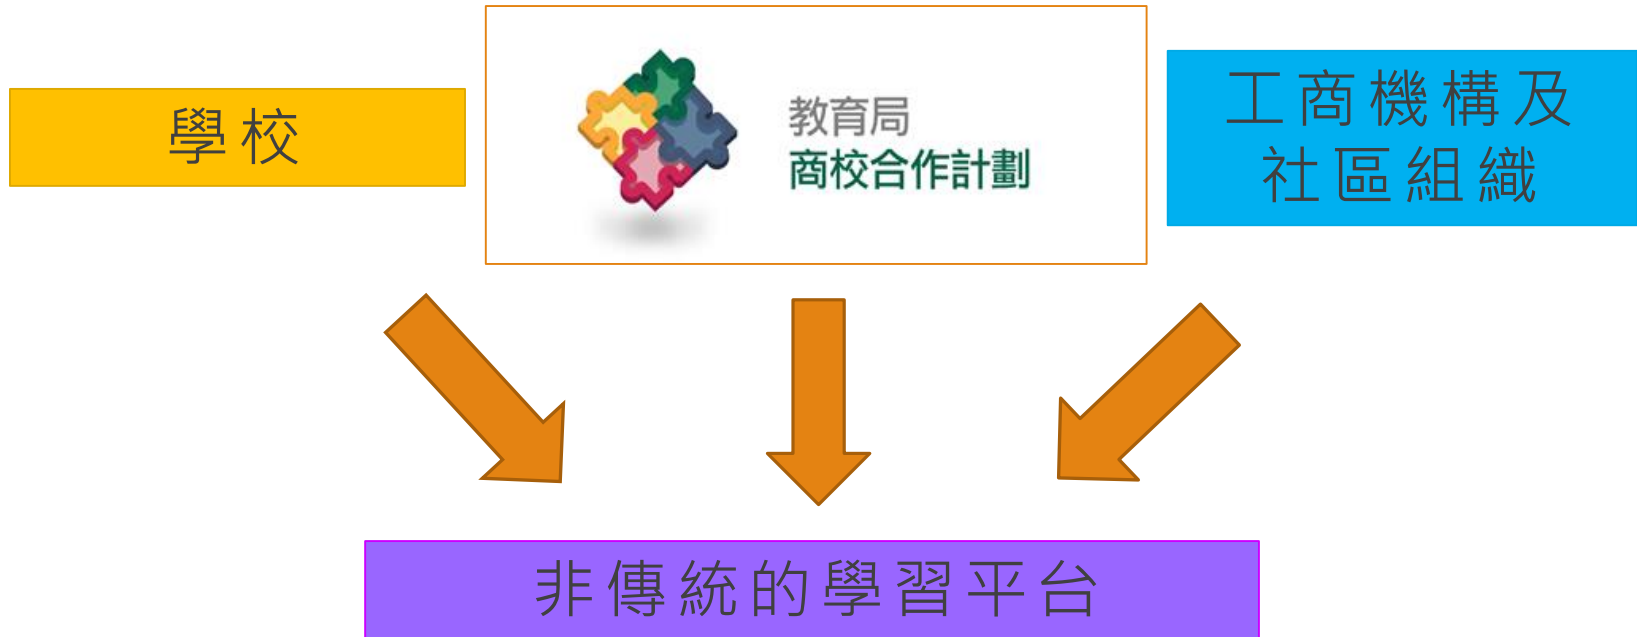 學校
教育局
商校合作計劃
工商機構及
社區組織
非傳統的學習平台